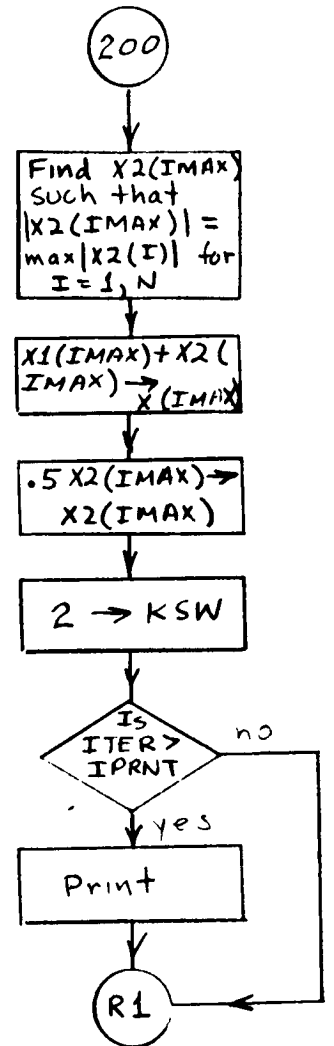 200
Find X2(IMAX)
such that
|X2(IMAX)| =
max|X2(I)| for
I = 1, N
X1(IMAX) + X2(
IMAX) →
X(IMAX)
.5 X2(IMAX) →
X2(IMAX)
2 → KSW
Is
ITER >
IPRNT
no
yes
Print
R1